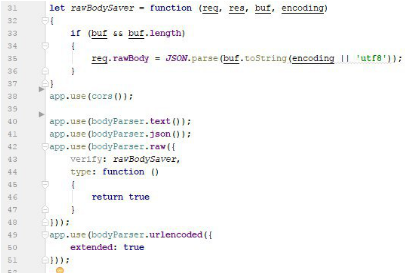 31 let rawBodySaver = function (req, res, buf, encoding)
32 {
33 if (buf && buf.length)
34 {
35 req.rawBody = JSON.parse(buf.toString(encoding || 'utf8'));
36 }
37 }
38 app.use(cors());
39
40 app.use(bodyParser.text());
41 app.use(bodyParser.json());
42 app.use(bodyParser.raw({
43 verify: rawBodySaver,
44 type: function ()
45 {
46 return true
47 }
48 }));
49 app.use(bodyParser.urlencoded({
50 extended: true
51 }));
52